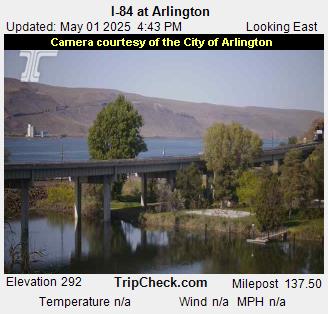 I-84 at Arlington
Updated: May 01 2025 4:43 PM Looking East
Camera courtesy of the City of Arlington
Elevation 292 TripCheck.com Milepost 137.50
Temperature n/a Wind n/a MPH n/a